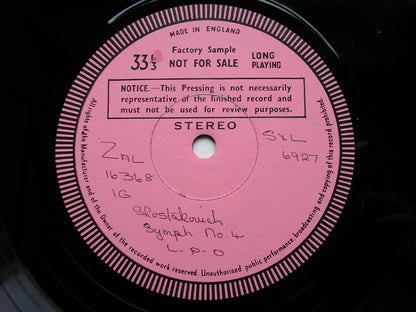 MADE IN ENGLAND
Factory Sample
33⅓ NOT FOR SALE LONG PLAYING
NOTICE.—This Pressing is not necessarily
representative of the finished record and
must not be used for review purposes.
STEREO
ZAL SXL
16368 6927
1G
Shostakovich
Symph No. 4
L-P-O
All rights of the Manufacturer and of the Owner of the recorded work reserved. Unauthorised public performance, broadcasting and copying of this record prohibited.